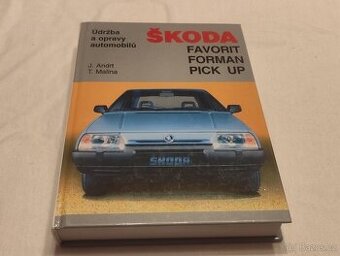 Údržba
a opravy
automobilů
ŠKODA
FAVORIT
FORMAN
PICK UP
J. Andrt
T. Malina
ŠKODA